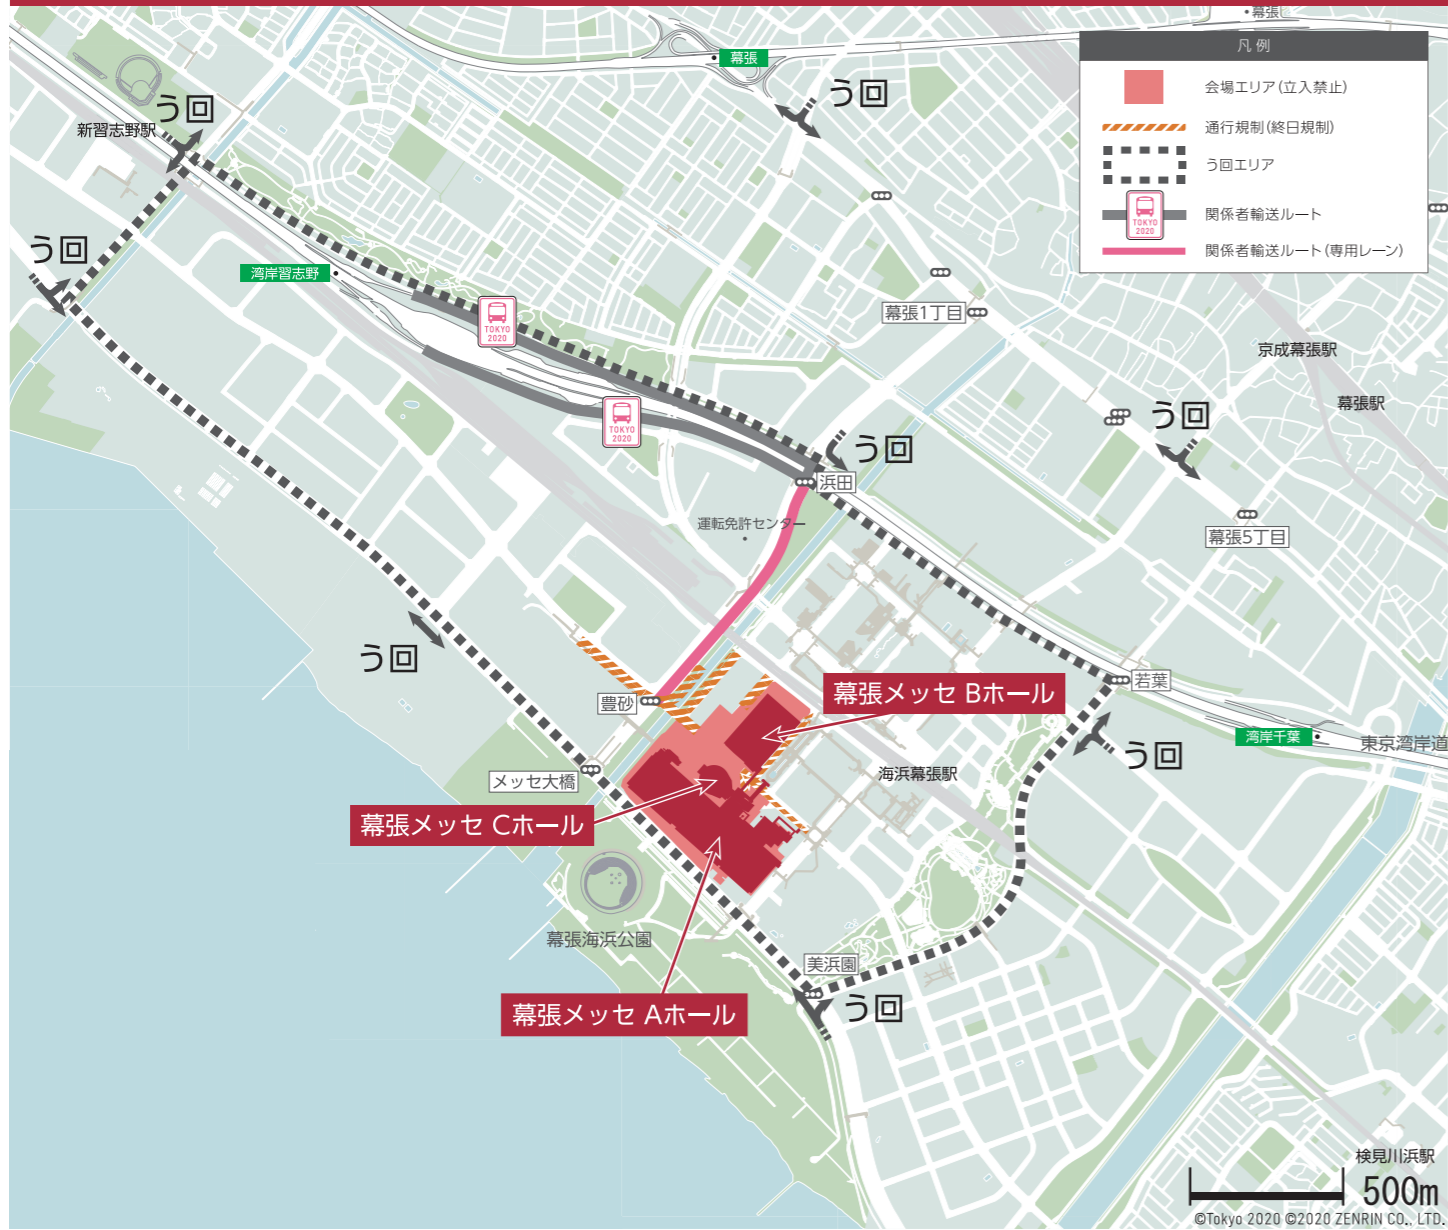 ・幕張
幕張
凡例
会場エリア（立入禁止）
通行規制（終日規制）
う回エリア
TOKYO
2020
関係者輸送ルート
関係者輸送ルート（専用レーン）
う回
う回
新習志野駅
う回
湾岸習志野
TOKYO
2020
幕張1丁目
京成幕張駅
幕張駅
TOKYO
2020
う回
う回
浜田
運転免許センター
幕張5丁目
う回
豊砂
幕張メッセ Bホール
若葉
湾岸千葉
東京湾岸道
う回
海浜幕張駅
メッセ大橋
幕張メッセ Cホール
幕張海浜公園
美浜園
う回
幕張メッセ Aホール
検見川浜駅
500m
©Tokyo 2020 ©2020 ZENRIN CO., LTD.